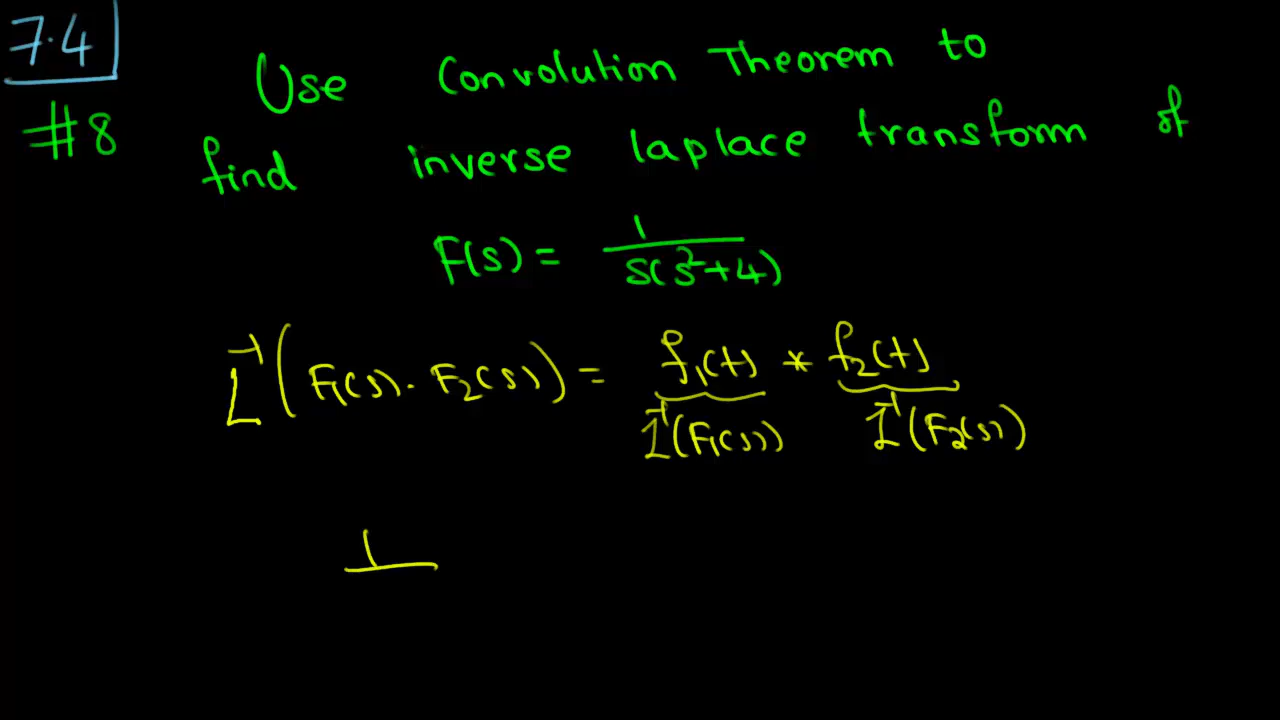 7.4
#8
Use Convolution Theorem to
find inverse laplace transform of
F(s) = 1/(s(s²+4))
L⁻¹(F₁(s) . F₂(s)) = f₁(t) * f₂(t)
L⁻¹(F₁(s)) L⁻¹(F₂(s))
1